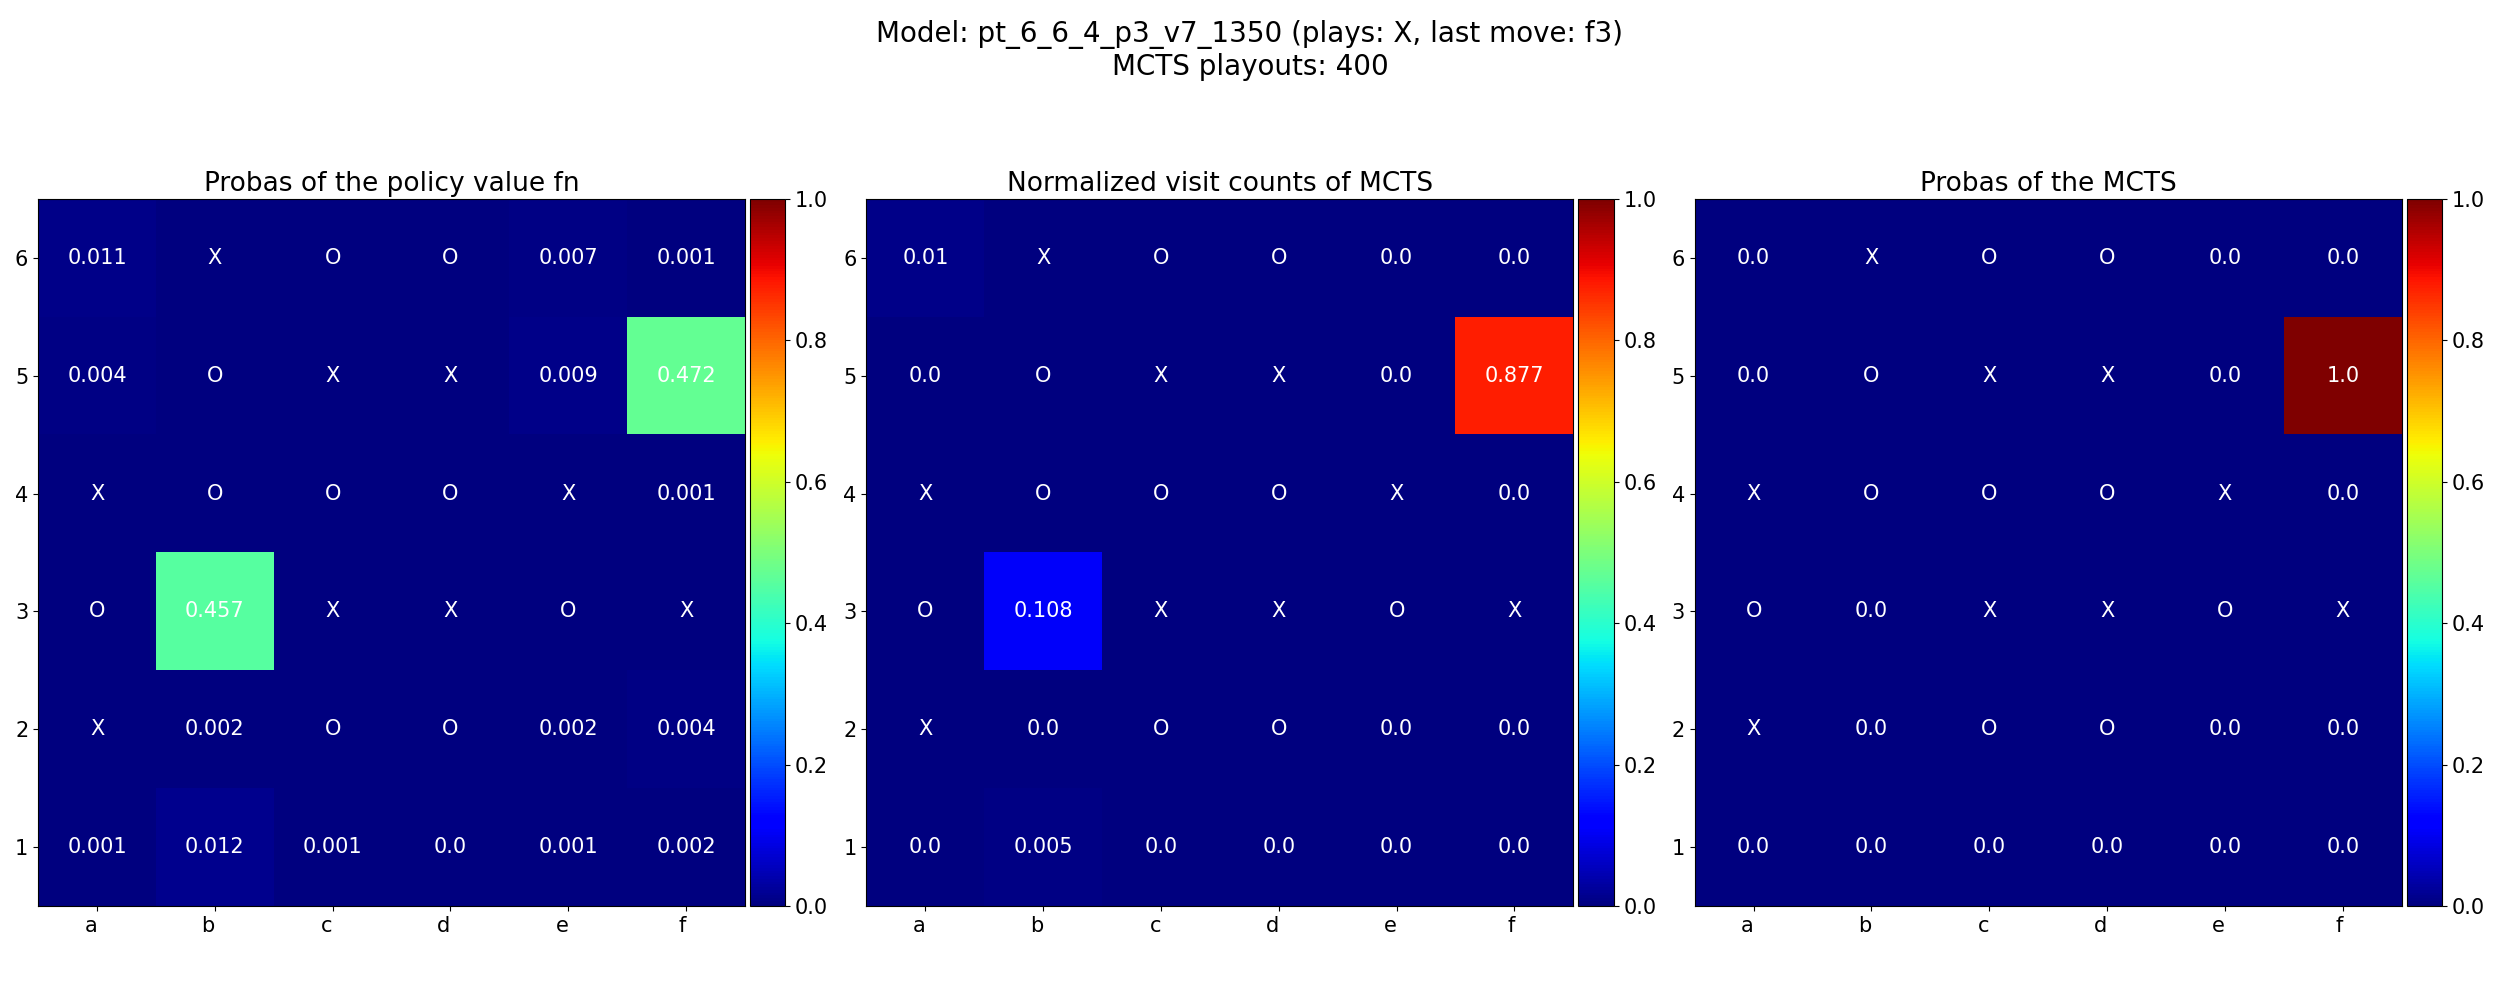 Model: pt_6_6_4_p3_v7_1350 (plays: X, last move: f3)
MCTS playouts: 400
Probas of the policy value fn
6 0.011 X O O 0.007 0.001
5 0.004 O X X 0.009 0.472
4 X O O O X 0.001
3 O 0.457 X X O X
2 X 0.002 O O 0.002 0.004
1 0.001 0.012 0.001 0.0 0.001 0.002
a b c d e f
1.0
0.8
0.6
0.4
0.2
0.0
Normalized visit counts of MCTS
6 0.01 X O O 0.0 0.0
5 0.0 O X X 0.0 0.877
4 X O O O X 0.0
3 O 0.108 X X O X
2 X 0.0 O O 0.0 0.0
1 0.0 0.005 0.0 0.0 0.0 0.0
a b c d e f
1.0
0.8
0.6
0.4
0.2
0.0
Probas of the MCTS
6 0.0 X O O 0.0 0.0
5 0.0 O X X 0.0 1.0
4 X O O O X 0.0
3 O 0.0 X X O X
2 X 0.0 O O 0.0 0.0
1 0.0 0.0 0.0 0.0 0.0 0.0
a b c d e f
1.0
0.8
0.6
0.4
0.2
0.0